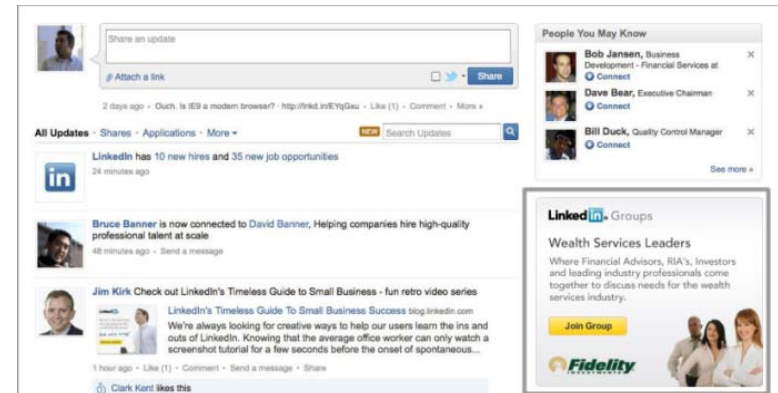 Share an update
Attach a link
Share
2 days ago • Ouch. Is IE9 a modern browser? • http://lnkd.in/EYqGsu • Like (1) • Comment • More »
All Updates • Shares • Applications • More
NEW Search Updates
LinkedIn has 10 new hires and 35 new job opportunities
24 minutes ago
in
Bruce Banner is now connected to David Banner, Helping companies hire high-quality
professional talent at scale
48 minutes ago • Send a message
Jim Kirk Check out LinkedIn's Timeless Guide to Small Business - fun retro video series
LinkedIn's Timeless Guide To Small Business Success blog.linkedin.com
We're always looking for creative ways to help our users learn the ins and
outs of LinkedIn. Knowing that the average office worker can only watch a
screenshot tutorial for a few seconds before the onset of spontaneous...
1 hour ago • Like (1) • Comment • Send a message • Share
Clark Kent likes this
People You May Know
Bob Jansen, Business
Development - Financial Services at
Connect
Dave Bear, Executive Chairman
Connect
Bill Duck, Quality Control Manager
Connect
See more »
Linked in Groups
Wealth Services Leaders
Where Financial Advisors, RIA's, Investors
and leading industry professionals come
together to discuss needs for the wealth
services industry.
Join Group
Fidelity
INVESTMENTS